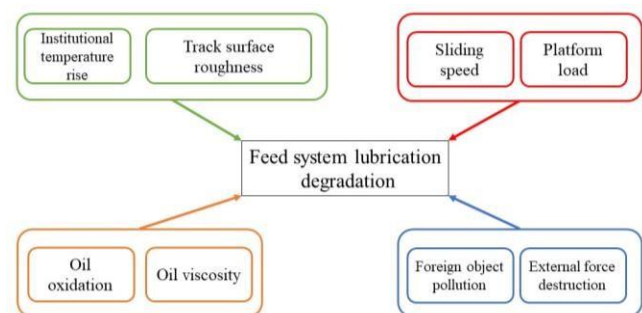 Institutional
temperature
rise
Track surface
roughness
Sliding
speed
Platform
load
Feed system lubrication
degradation
Oil
oxidation
Oil viscosity
Foreign object
pollution
External force
destruction